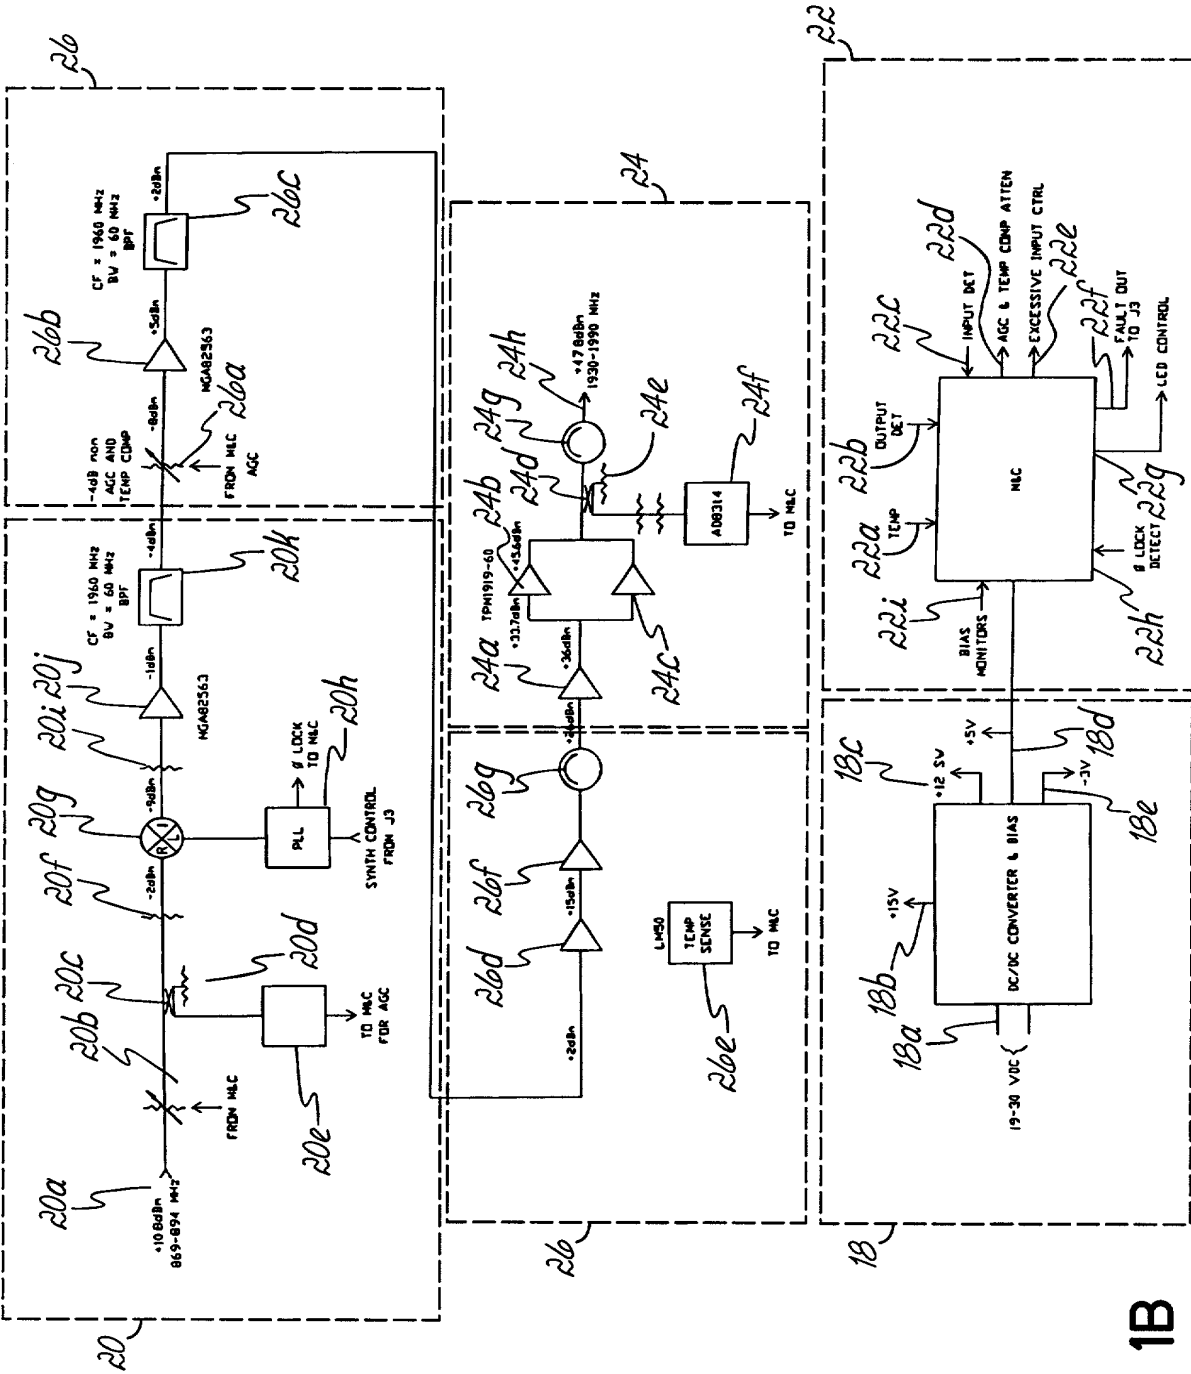 20
20a
+10.8dBm
869-894 MHz
20b
FROM M&C
20c
20d
20e
TO M&C
FOR AGC
20f
-2dBm
20g
R
L
I
-9dBm
PLL
Ø LOCK
TO M&C
20h
SYNTH CONTROL
FROM J3
20i
20j
MGA82563
-1dBm
CF = 1960 MHz
BW = 60 MHz
BPF
20k
-4dBm
26
-4dB nom
AGC AND
TEMP COMP
FROM M&C
AGC
26a
-8dBm
26b
MGA82563
+5dBm
CF = 1960 MHz
BW = 60 MHz
BPF
26c
+2dBm
26
+2dBm
26d
+15dBm
26f
26g
LM50
TEMP
SENSE
26e
TO M&C
24
+26dBm
24a
+36dBm
TPM1919-60
+33.7dBm
24b
+45.6dBm
24c
24d
24e
24g
24h
+47.8dBm
1930-1990 MHz
AD8314
24f
TO M&C
18
19-30 VDC
18a
DC/DC CONVERTER & BIAS
18b
+15V
18c
+12 5V
+5V
18d
-3V
18e
22
M&C
22i
BIAS
MONITORS
22a
TEMP
22b
OUTPUT
DET
22c
INPUT DET
22d
AGC & TEMP COMP ATTEN
EXCESSIVE INPUT CTRL
22e
22f
FAULT OUT
TO J3
LED CONTROL
22g
Ø LOCK
DETECT
22h
1B